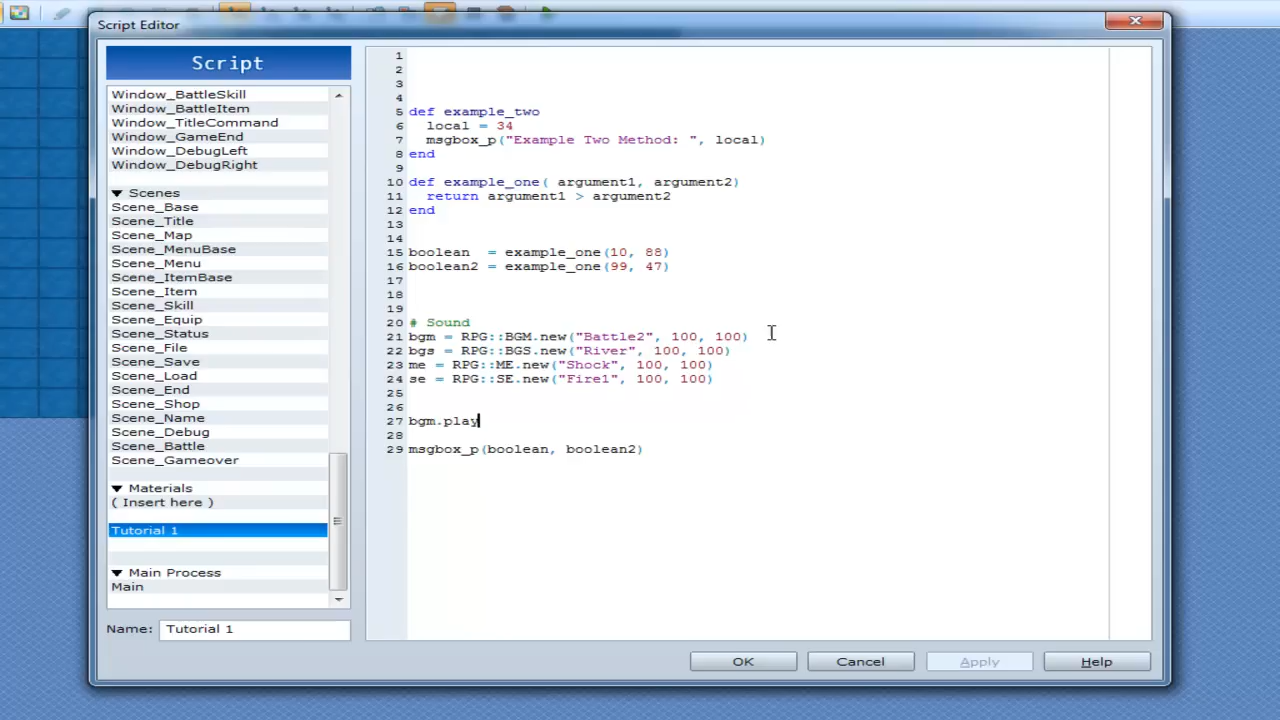 Script Editor
Script
Window_BattleSkill
Window_BattleItem
Window_TitleCommand
Window_GameEnd
Window_DebugLeft
Window_DebugRight
▼ Scenes
Scene_Base
Scene_Title
Scene_Map
Scene_MenuBase
Scene_Menu
Scene_ItemBase
Scene_Item
Scene_Skill
Scene_Equip
Scene_Status
Scene_File
Scene_Save
Scene_Load
Scene_End
Scene_Shop
Scene_Name
Scene_Debug
Scene_Battle
Scene_Gameover
▼ Materials
( Insert here )
Tutorial 1
▼ Main Process
Main
Name: Tutorial 1
1
2
3
4
5 def example_two
6 local = 34
7 msgbox_p("Example Two Method: ", local)
8 end
9
10 def example_one( argument1, argument2)
11 return argument1 > argument2
12 end
13
14
15 boolean  = example_one(10, 88)
16 boolean2 = example_one(99, 47)
17
18
19
20 # Sound
21 bgm = RPG::BGM.new("Battle2", 100, 100)
22 bgs = RPG::BGS.new("River", 100, 100)
23 me = RPG::ME.new("Shock", 100, 100)
24 se = RPG::SE.new("Fire1", 100, 100)
25
26
27 bgm.play
28
29 msgbox_p(boolean, boolean2)
OK Cancel Apply Help